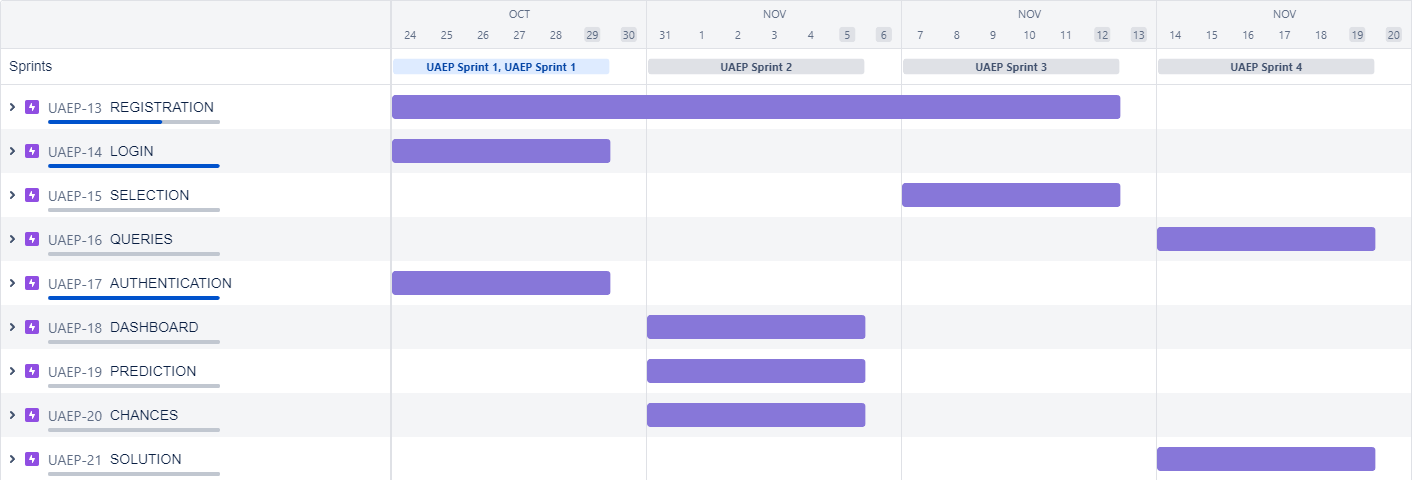 OCT NOV NOV NOV
24 25 26 27 28 29 30 31 1 2 3 4 5 6 7 8 9 10 11 12 13 14 15 16 17 18 19 20
Sprints UAEP Sprint 1, UAEP Sprint 1 UAEP Sprint 2 UAEP Sprint 3 UAEP Sprint 4
UAEP-13 REGISTRATION
UAEP-14 LOGIN
UAEP-15 SELECTION
UAEP-16 QUERIES
UAEP-17 AUTHENTICATION
UAEP-18 DASHBOARD
UAEP-19 PREDICTION
UAEP-20 CHANCES
UAEP-21 SOLUTION